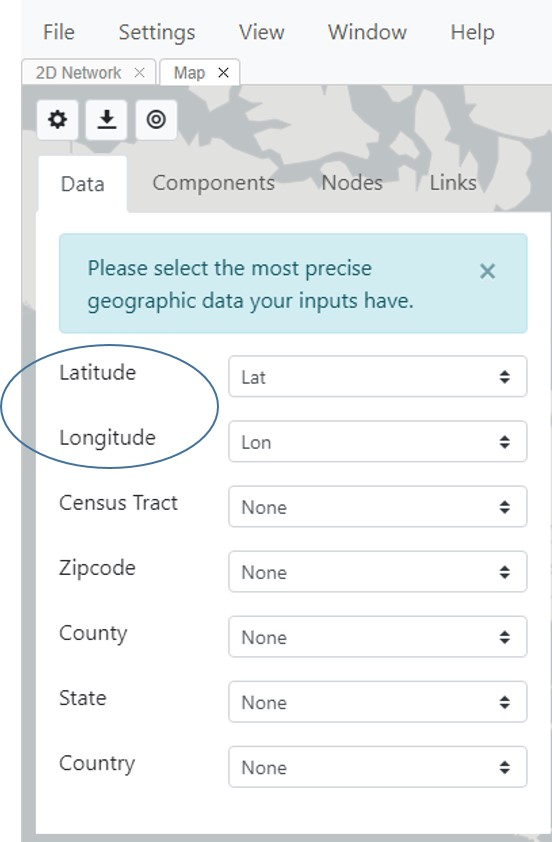 File Settings View Window Help
2D Network × Map ×
Data Components Nodes Links
Please select the most precise ×
geographic data your inputs have.
Latitude Lat
Longitude Lon
Census Tract None
Zipcode None
County None
State None
Country None